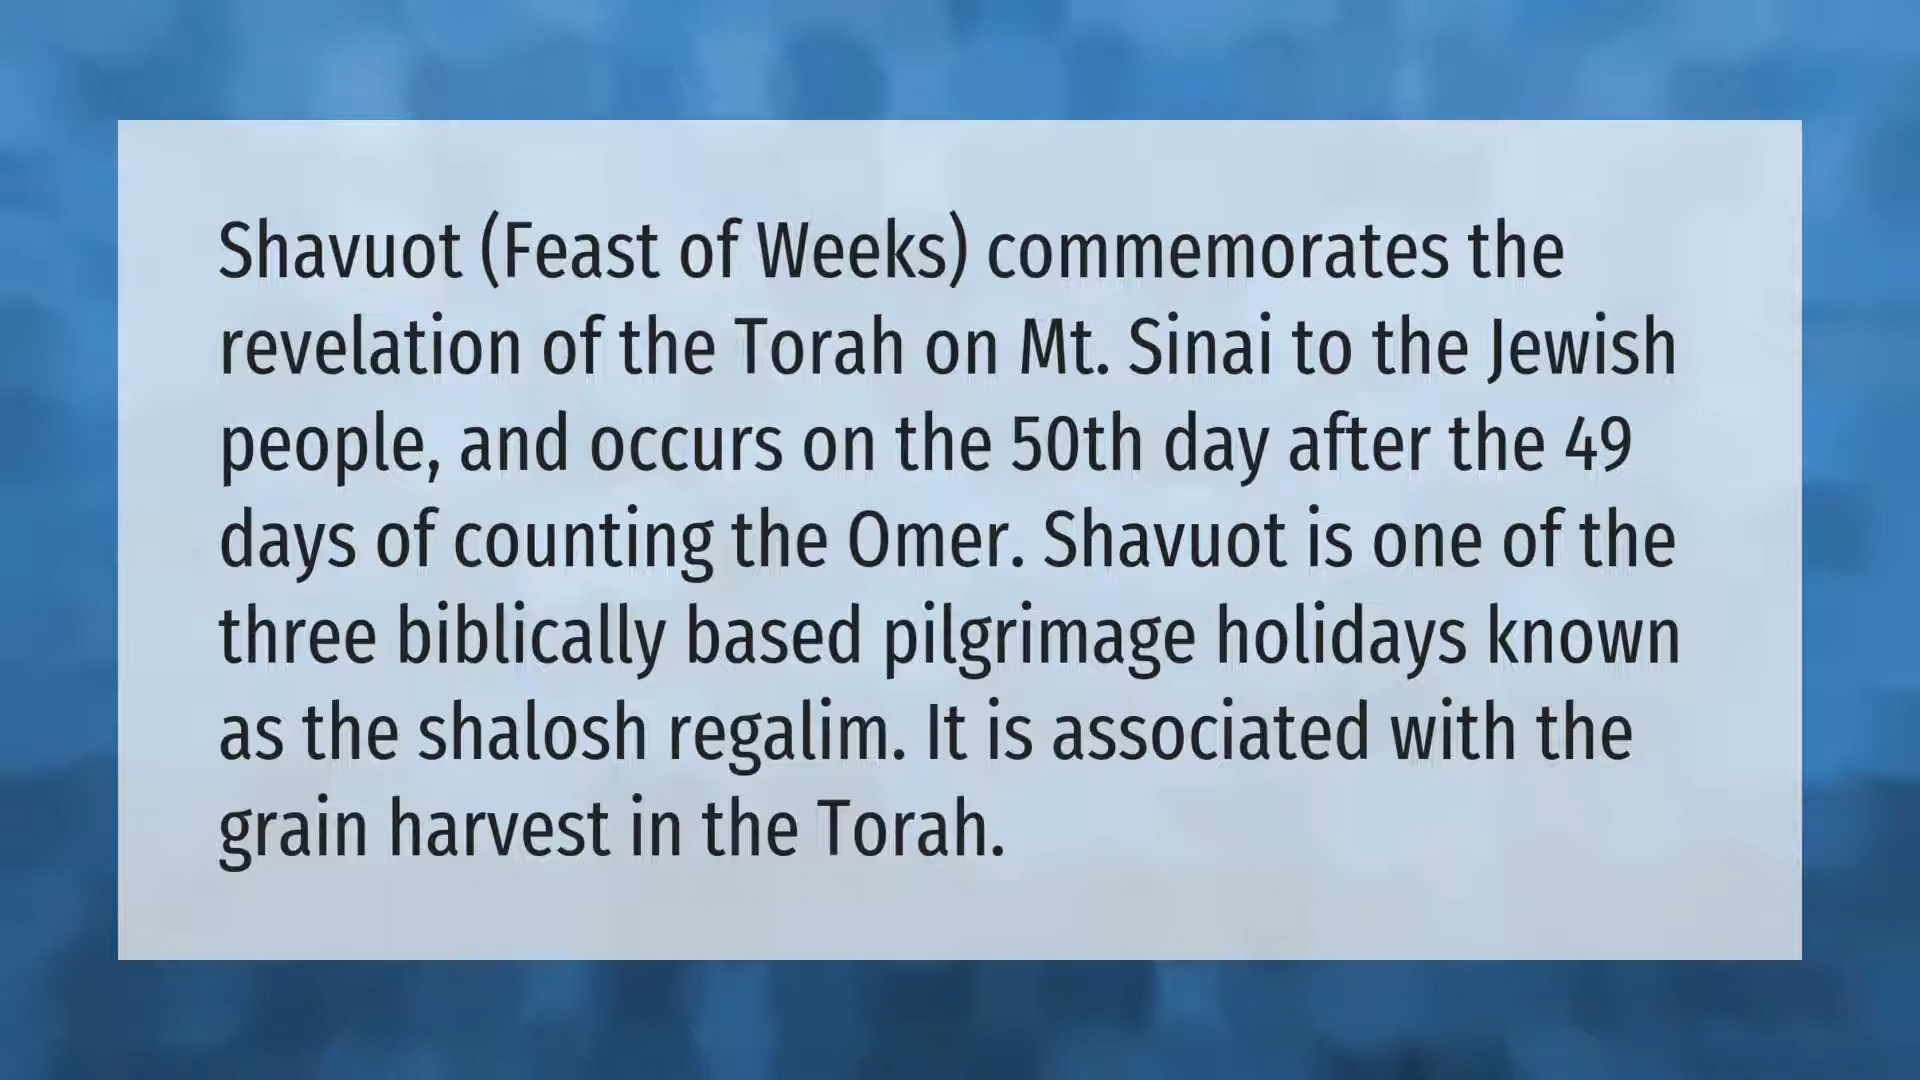 Shavuot (Feast of Weeks) commemorates the
revelation of the Torah on Mt. Sinai to the Jewish
people, and occurs on the 50th day after the 49
days of counting the Omer. Shavuot is one of the
three biblically based pilgrimage holidays known
as the shalosh regalim. It is associated with the
grain harvest in the Torah.